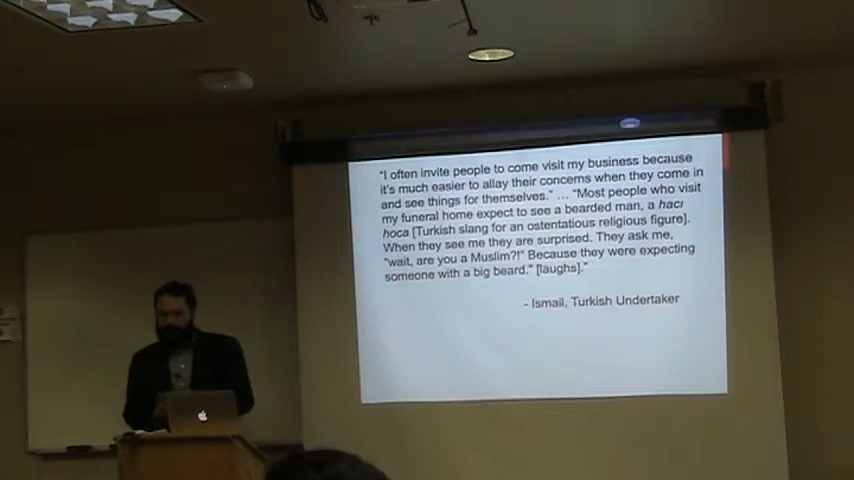 "I often invite people to come visit my business because
it's much easier to allay their concerns when they come in
and see things for themselves." ... "Most people who visit
my funeral home expect to see a bearded man, a hacı
hoca [Turkish slang for an ostentatious religious figure].
When they see me they are surprised. They ask me,
"wait, are you a Muslim?!" Because they were expecting
someone with a big beard." [laughs]."
- Ismail, Turkish Undertaker